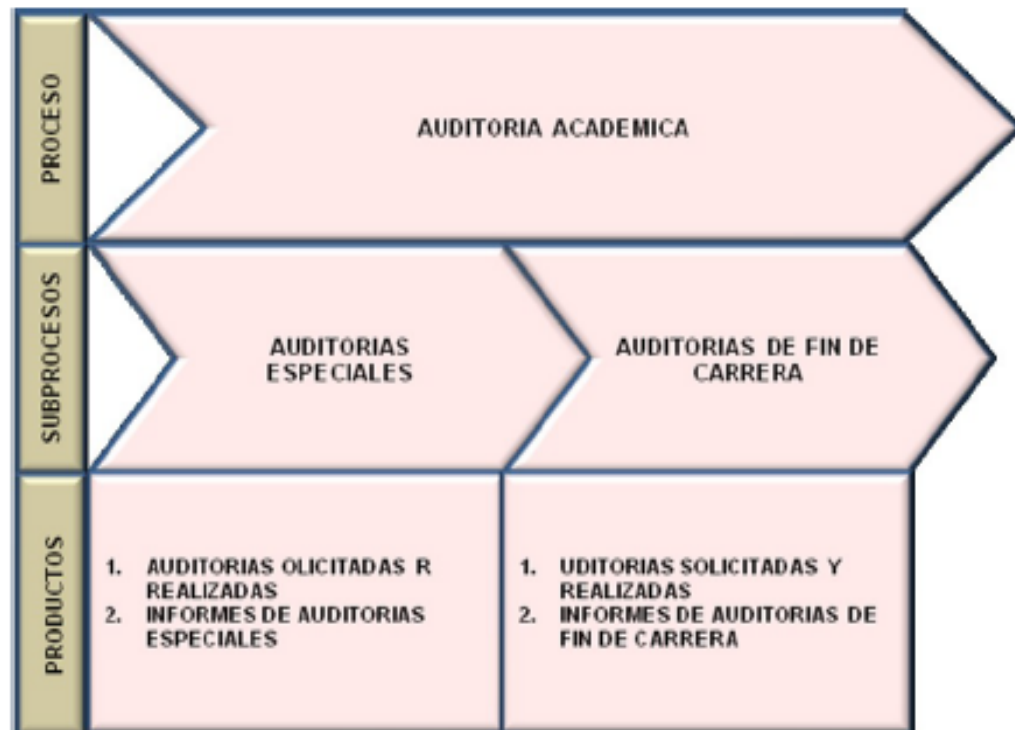 PROCESO
AUDITORIA ACADEMICA
SUBPROCESOS
AUDITORIAS
ESPECIALES
AUDITORIAS DE FIN DE
CARRERA
PRODUCTOS
1. AUDITORIAS OLICITADAS R
REALIZADAS
2. INFORMES DE AUDITORIAS
ESPECIALES
1. UDITORIAS SOLICITADAS Y
REALIZADAS
2. INFORMES DE AUDITORIAS DE
FIN DE CARRERA